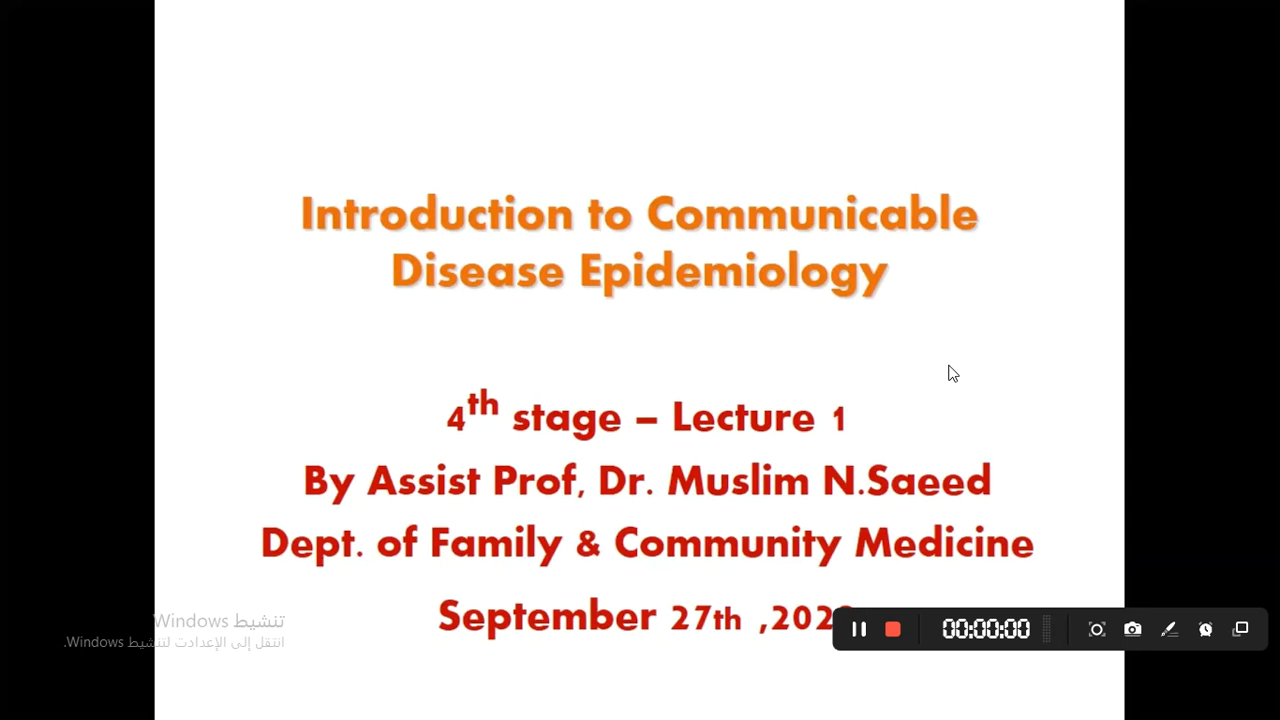 Introduction to Communicable
Disease Epidemiology
4th stage – Lecture 1
By Assist Prof, Dr. Muslim N.Saeed
Dept. of Family & Community Medicine
September 27th ,202
تنشيط Windows
انتقل إلى الإعدادت لتنشيط Windows.
00:00:00